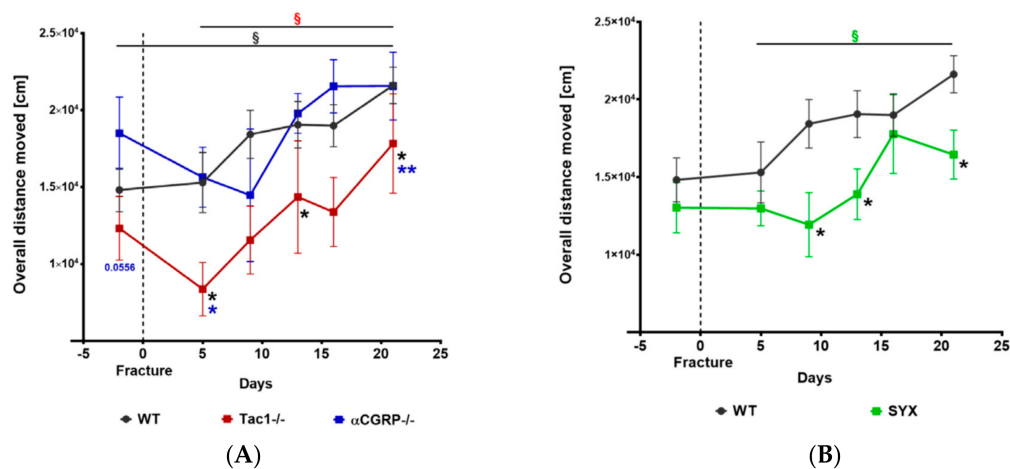 §
§
2.5×10⁴
2×10⁴
1.5×10⁴
1×10⁴
Overall distance moved [cm]
0.0556
*
*
*
*
**
-5 0 5 10 15 20 25
Fracture
Days
WT Tac1-/- αCGRP-/-
(A)
§
2.5×10⁴
2×10⁴
1.5×10⁴
1×10⁴
Overall distance moved [cm]
*
*
*
-5 0 5 10 15 20 25
Fracture
Days
WT SYX
(B)